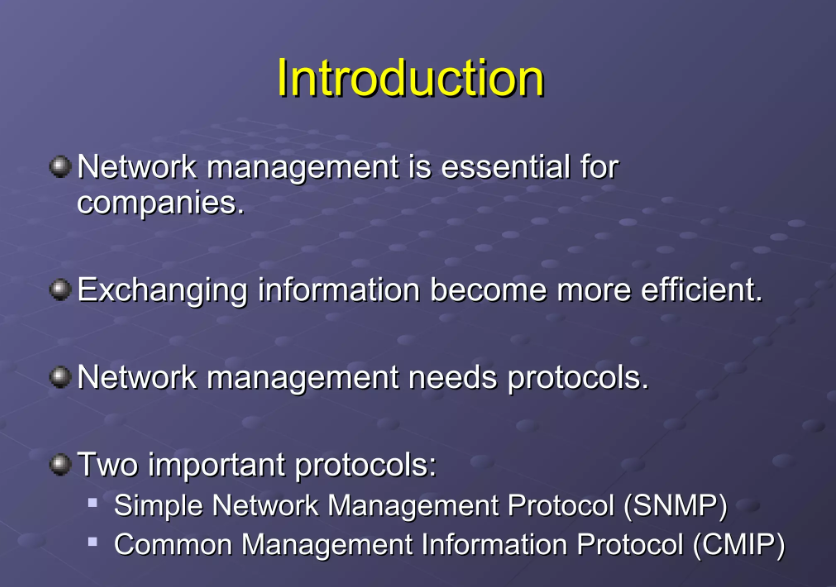 Introduction
Network management is essential for
companies.
Exchanging information become more efficient.
Network management needs protocols.
Two important protocols:
Simple Network Management Protocol (SNMP)
Common Management Information Protocol (CMIP)